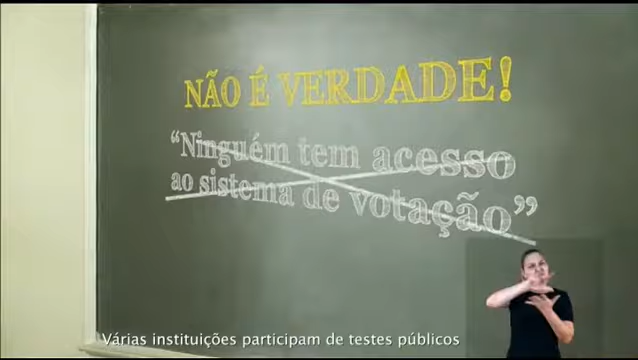 NÃO É VERDADE!
“Ninguém tem acesso
ao sistema de votação”
Várias instituições participam de testes públicos